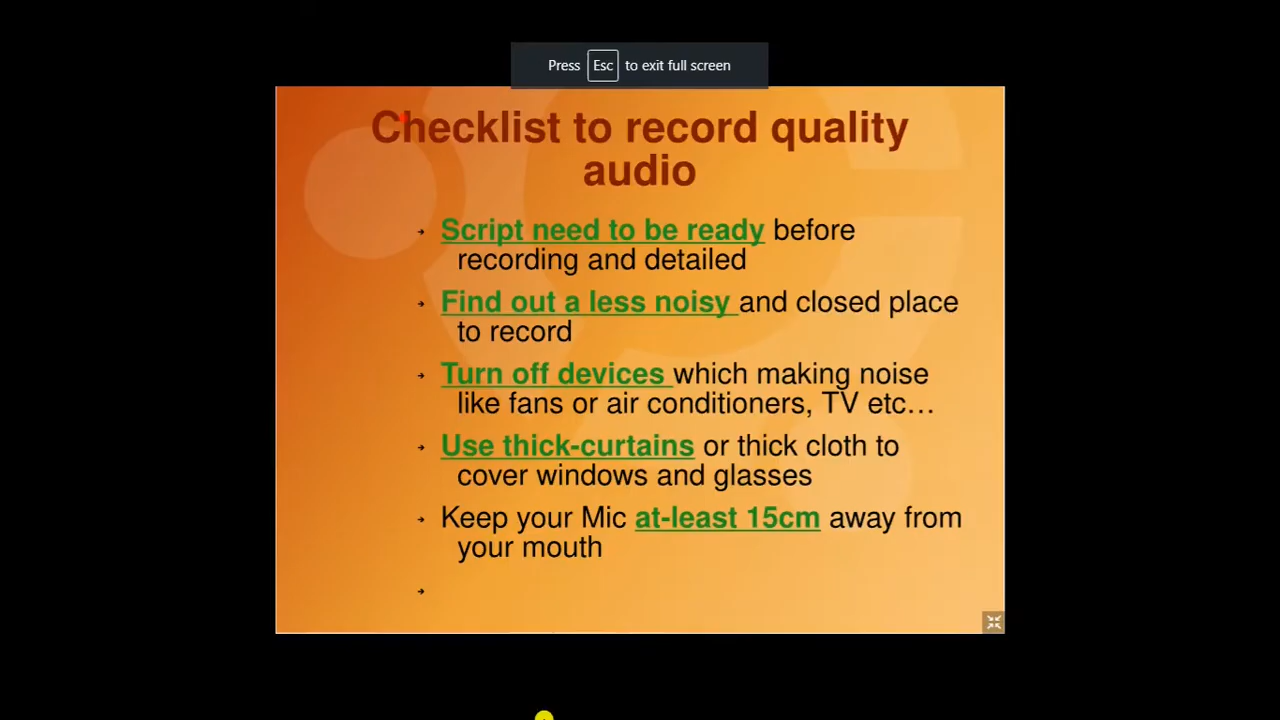 Press Esc to exit full screen
Checklist to record quality
audio
Script need to be ready before
recording and detailed
Find out a less noisy and closed place
to record
Turn off devices which making noise
like fans or air conditioners, TV etc…
Use thick-curtains or thick cloth to
cover windows and glasses
Keep your Mic at-least 15cm away from
your mouth